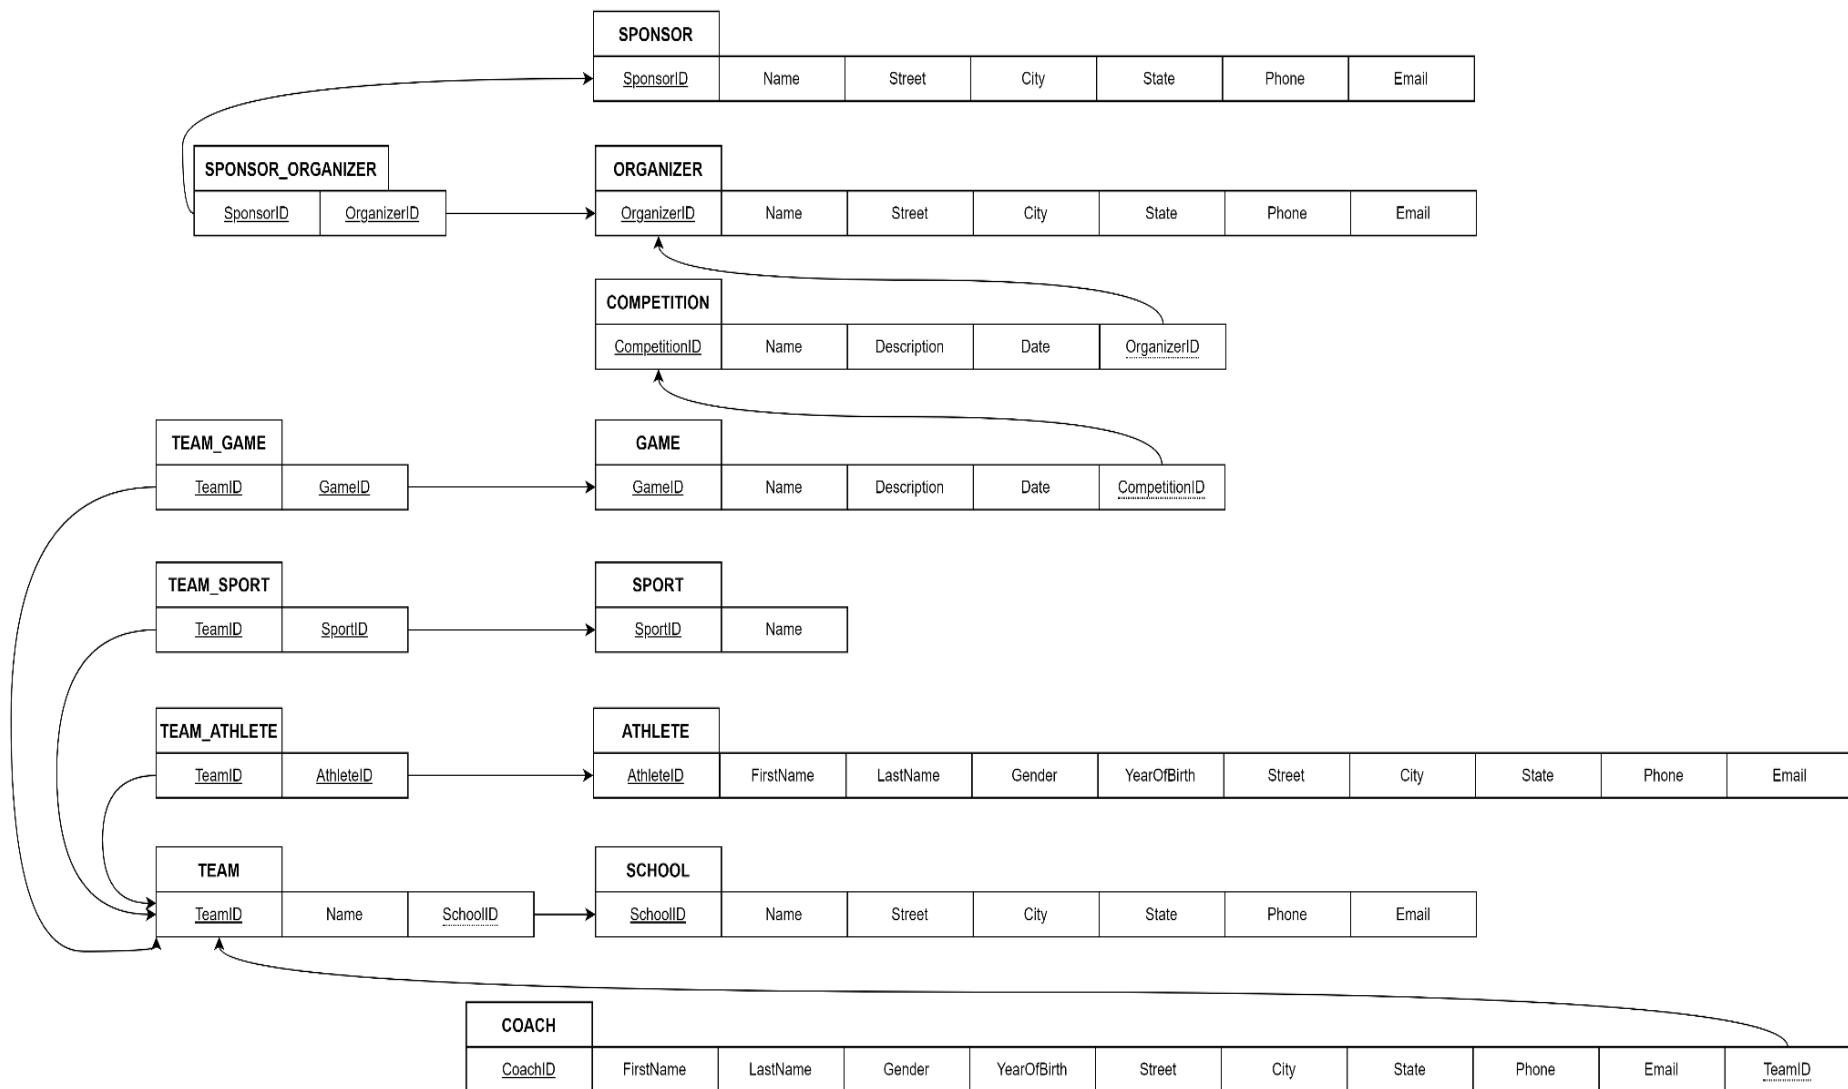 SPONSOR
SponsorID Name Street City State Phone Email
SPONSOR_ORGANIZER
SponsorID OrganizerID
ORGANIZER
OrganizerID Name Street City State Phone Email
COMPETITION
CompetitionID Name Description Date OrganizerID
TEAM_GAME
TeamID GameID
GAME
GameID Name Description Date CompetitionID
TEAM_SPORT
TeamID SportID
SPORT
SportID Name
TEAM_ATHLETE
TeamID AthleteID
ATHLETE
AthleteID FirstName LastName Gender YearOfBirth Street City State Phone Email
TEAM
TeamID Name SchoolID
SCHOOL
SchoolID Name Street City State Phone Email
COACH
CoachID FirstName LastName Gender YearOfBirth Street City State Phone Email TeamID